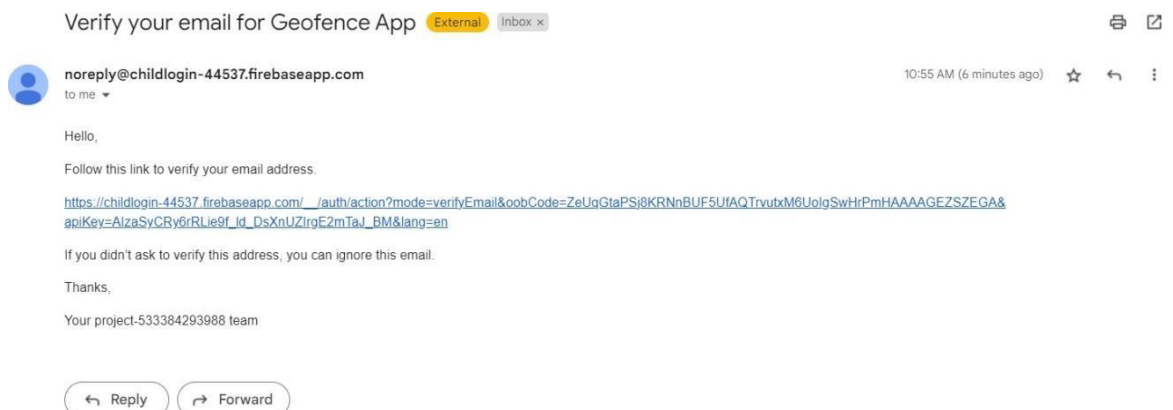 Verify your email for Geofence App External Inbox ×
noreply@childlogin-44537.firebaseapp.com 10:55 AM (6 minutes ago)
to me
Hello,
Follow this link to verify your email address.
https://childlogin-44537.firebaseapp.com/__/auth/action?mode=verifyEmail&oobCode=ZeUqGtaPSj8KRNnBUF5UfAQTrvutxM6UolgSwHrPmHAAAAGEZSZEGA&
apiKey=AIzaSyCRy6rRLie9f_ld_DsXnUZIrgE2mTaJ_BM&lang=en
If you didn't ask to verify this address, you can ignore this email.
Thanks,
Your project-533384293988 team
Reply Forward